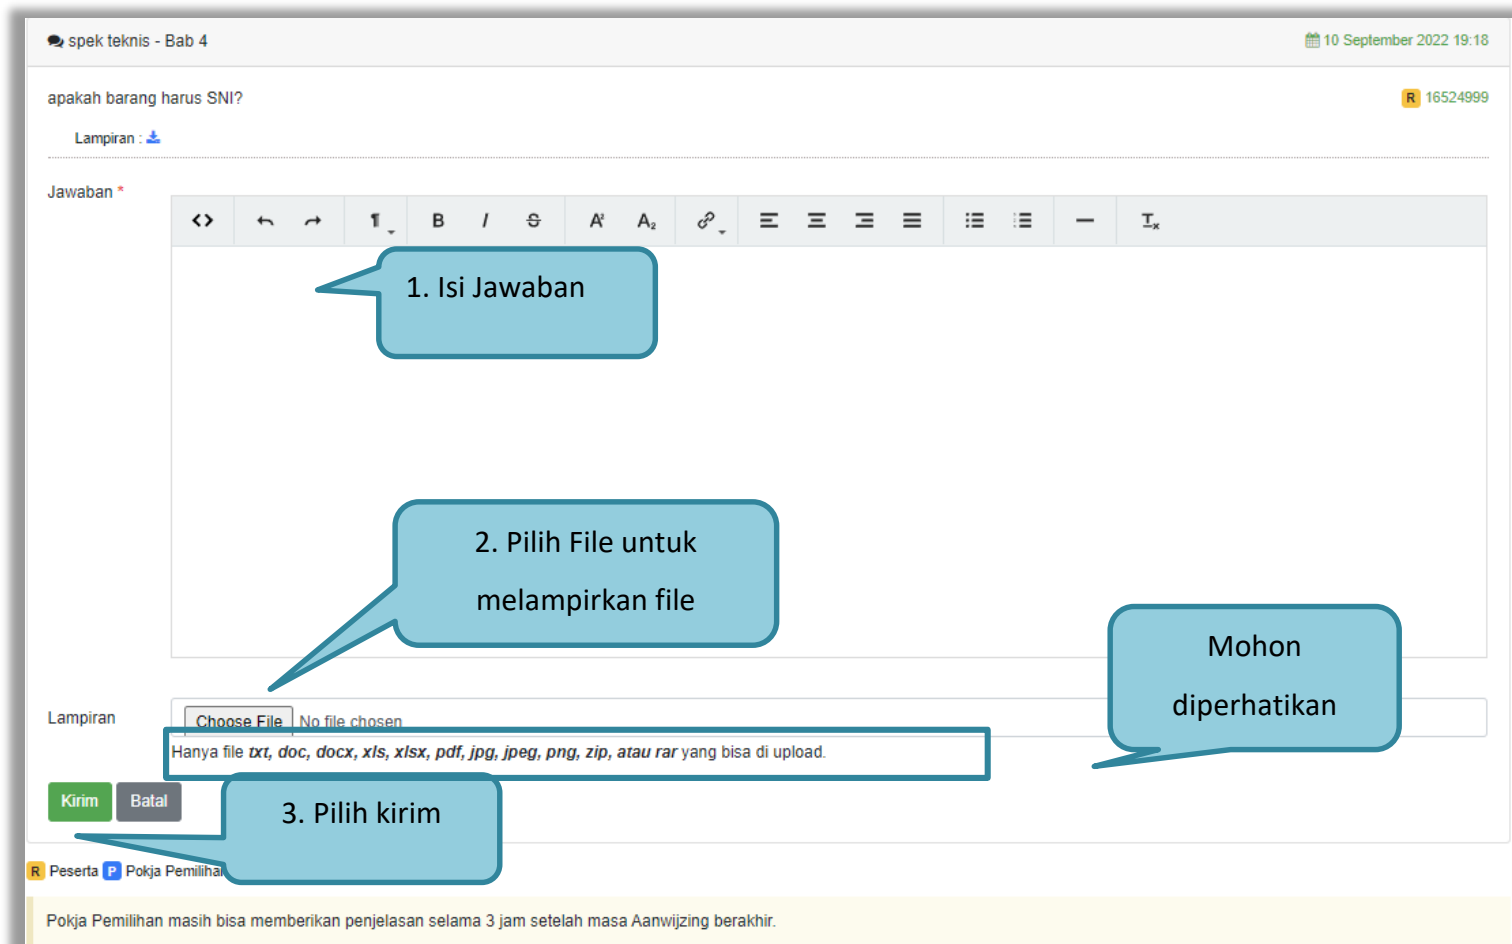 spek teknis - Bab 4
10 September 2022 19:18
apakah barang harus SNI?
R 16524999
Lampiran :
Jawaban *
1. Isi Jawaban
2. Pilih File untuk
melampirkan file
Mohon
diperhatikan
Lampiran
Choose File No file chosen
Hanya file txt, doc, docx, xls, xlsx, pdf, jpg, jpeg, png, zip, atau rar yang bisa di upload.
Kirim Batal
3. Pilih kirim
R Peserta P Pokja Pemilihan
Pokja Pemilihan masih bisa memberikan penjelasan selama 3 jam setelah masa Aanwijzing berakhir.